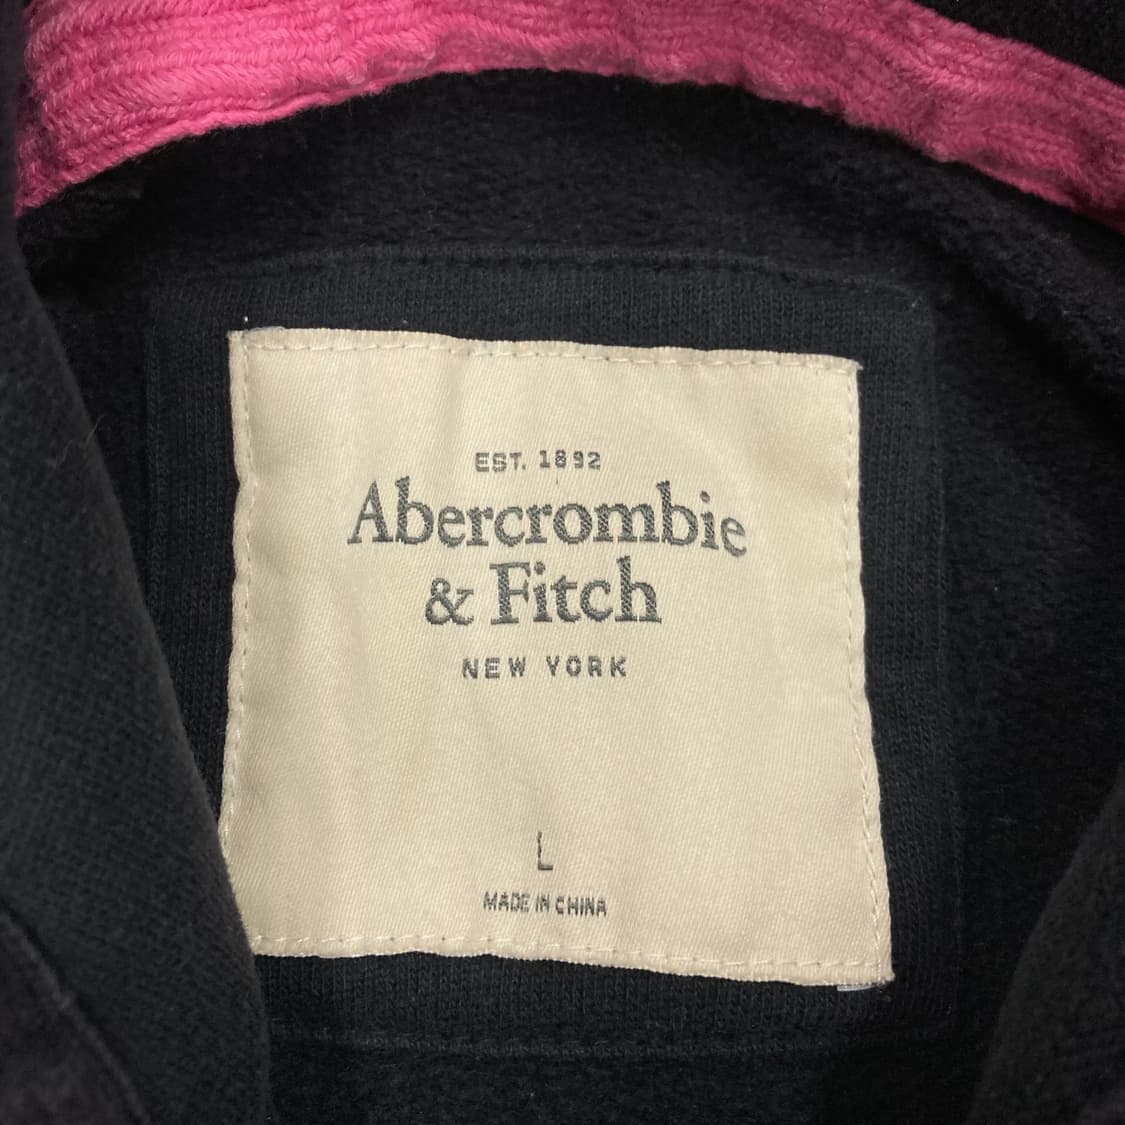 EST. 1892
Abercrombie
& Fitch
NEW YORK
L
MADE IN CHINA